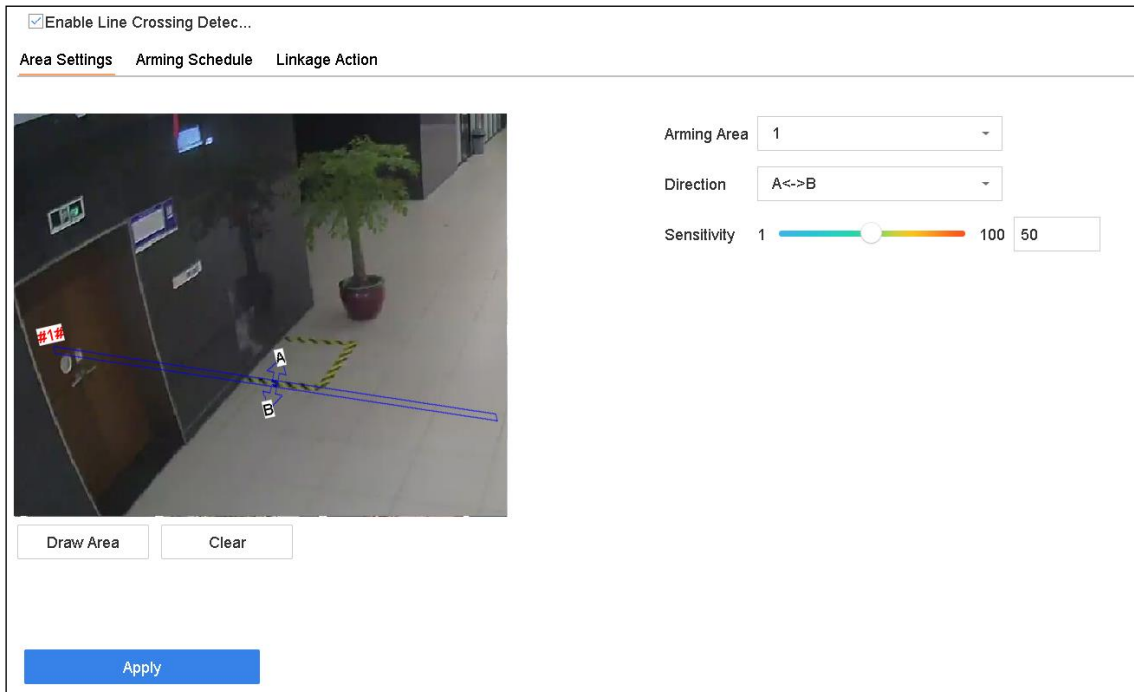 Enable Line Crossing Detec...
Area Settings Arming Schedule Linkage Action
Arming Area 1
Direction A<->B
Sensitivity 1 100 50
#1#
A
B
Draw Area Clear
Apply